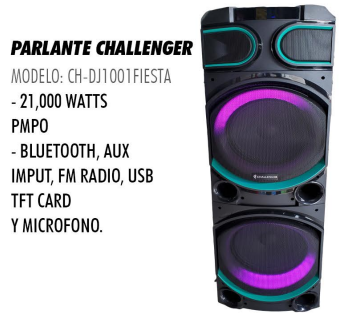 PARLANTE CHALLENGER
MODELO: CH-DJ1001FIESTA
- 21,000 WATTS
PMPO
- BLUETOOTH, AUX
IMPUT, FM RADIO, USB
TFT CARD
Y MICROFONO.